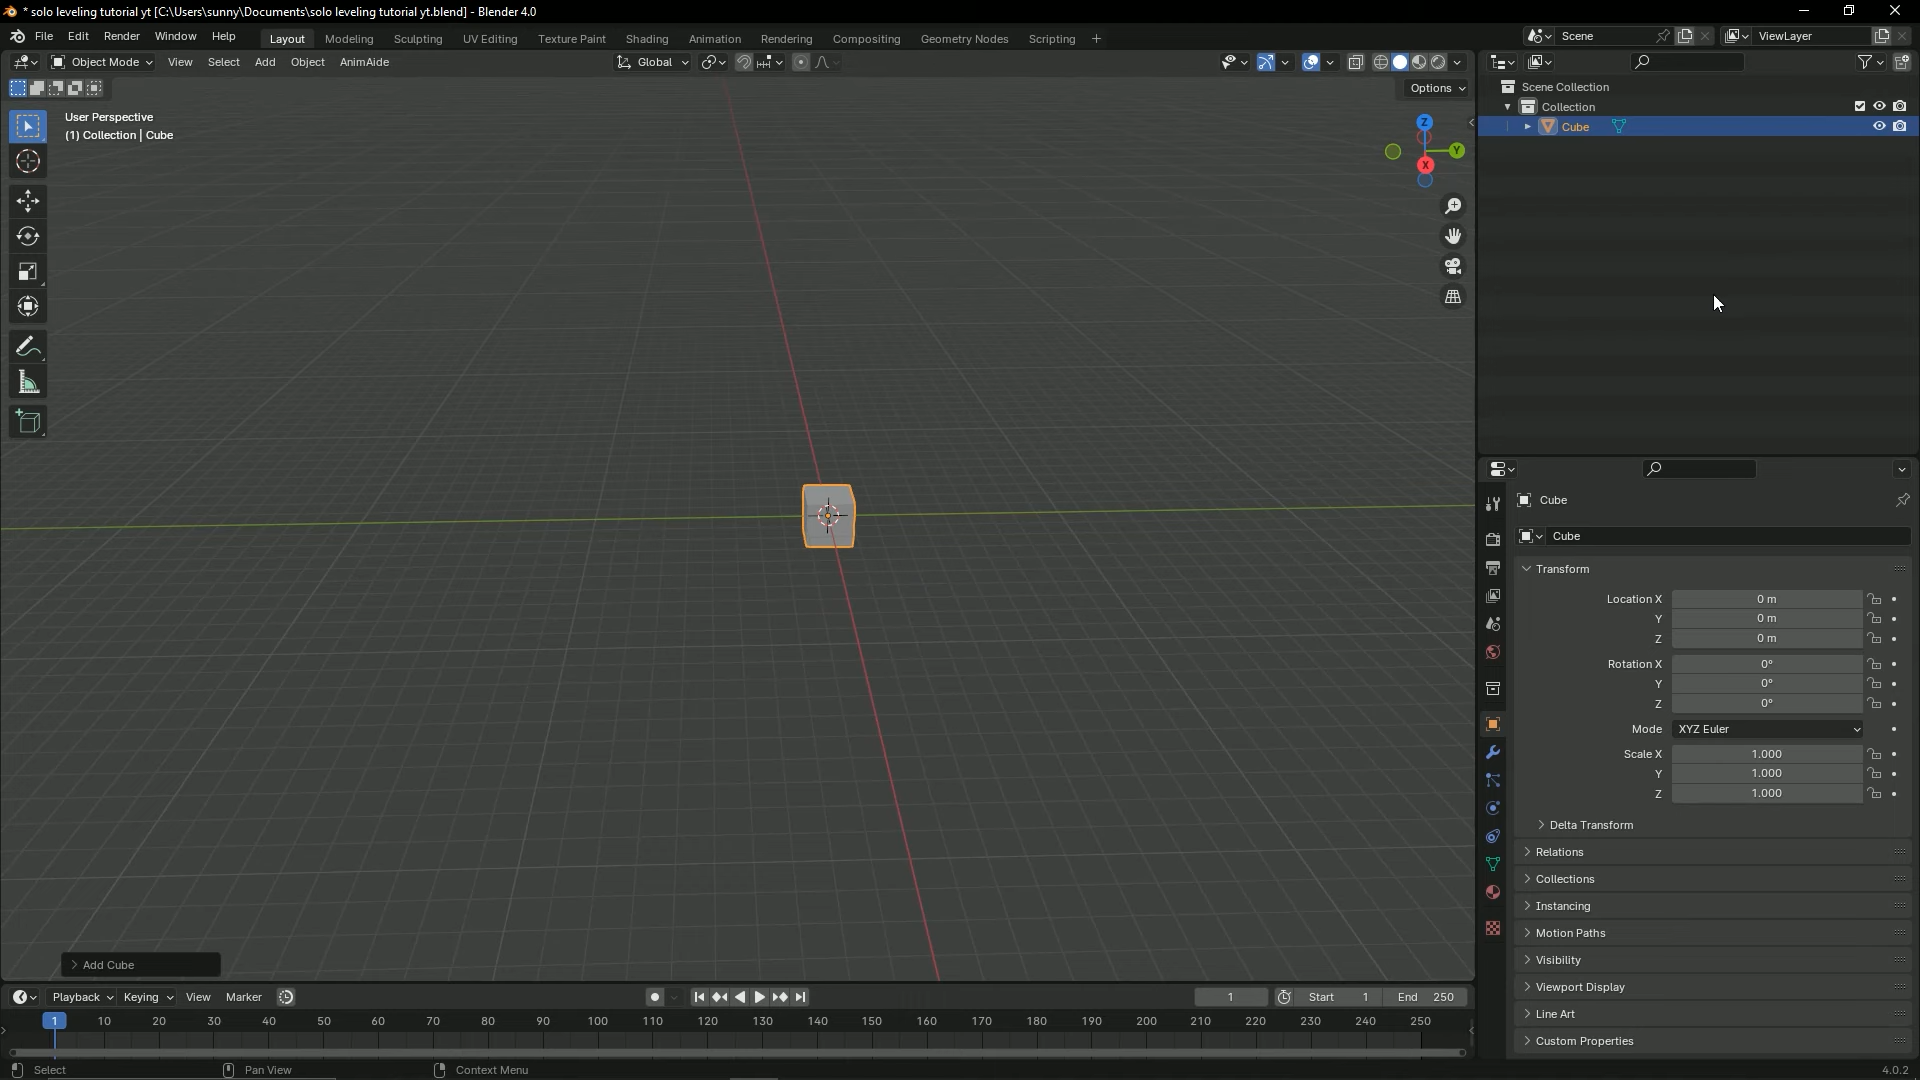 * solo leveling tutorial yt [C:\Users\sunny\Documents\solo leveling tutorial yt.blend] - Blender 4.0
File Edit Render Window Help Layout Modeling Sculpting UV Editing Texture Paint Shading Animation Rendering Compositing Geometry Nodes Scripting + Scene ViewLayer
Object Mode View Select Add Object AnimAide Global
Options
User Perspective
(1) Collection | Cube
Z
Y
X
Scene Collection
Collection
Cube
Cube
Cube
Transform
Location X 0 m
Y 0 m
Z 0 m
Rotation X 0°
Y 0°
Z 0°
Mode XYZ Euler
Scale X 1.000
Y 1.000
Z 1.000
Delta Transform
Relations
Collections
Instancing
Motion Paths
Visibility
Viewport Display
Line Art
Custom Properties
Add Cube
Playback Keying View Marker 1 Start 1 End 250
1 10 20 30 40 50 60 70 80 90 100 110 120 130 140 150 160 170 180 190 200 210 220 230 240 250
Select Pan View Context Menu 4.0.2